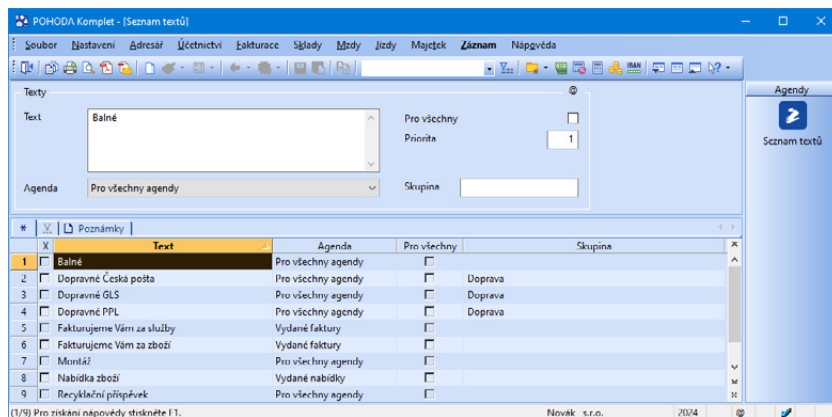 POHODA Komplet - [Seznam textů]
Soubor Nastavení Adresář Účetnictví Fakturace Sklady Mzdy Jízdy Majetek Záznam Nápověda
IBAN
Texty @ Agendy
Text Balné Pro všechny
Priorita 1
Seznam textů
Agenda Pro všechny agendy Skupina
* Poznámky
X Text Agenda Pro všechny Skupina
1 Balné Pro všechny agendy
2 Dopravné Česká pošta Pro všechny agendy Doprava
3 Dopravné GLS Pro všechny agendy Doprava
4 Dopravné PPL Pro všechny agendy Doprava
5 Fakturujeme Vám za služby Vydané faktury
6 Fakturujeme Vám za zboží Vydané faktury
7 Montáž Pro všechny agendy
8 Nabídka zboží Vydané nabídky
9 Recyklační příspěvek Pro všechny agendy
(1/9) Pro získání nápovědy stiskněte F1. Novák s.r.o. 2024 @